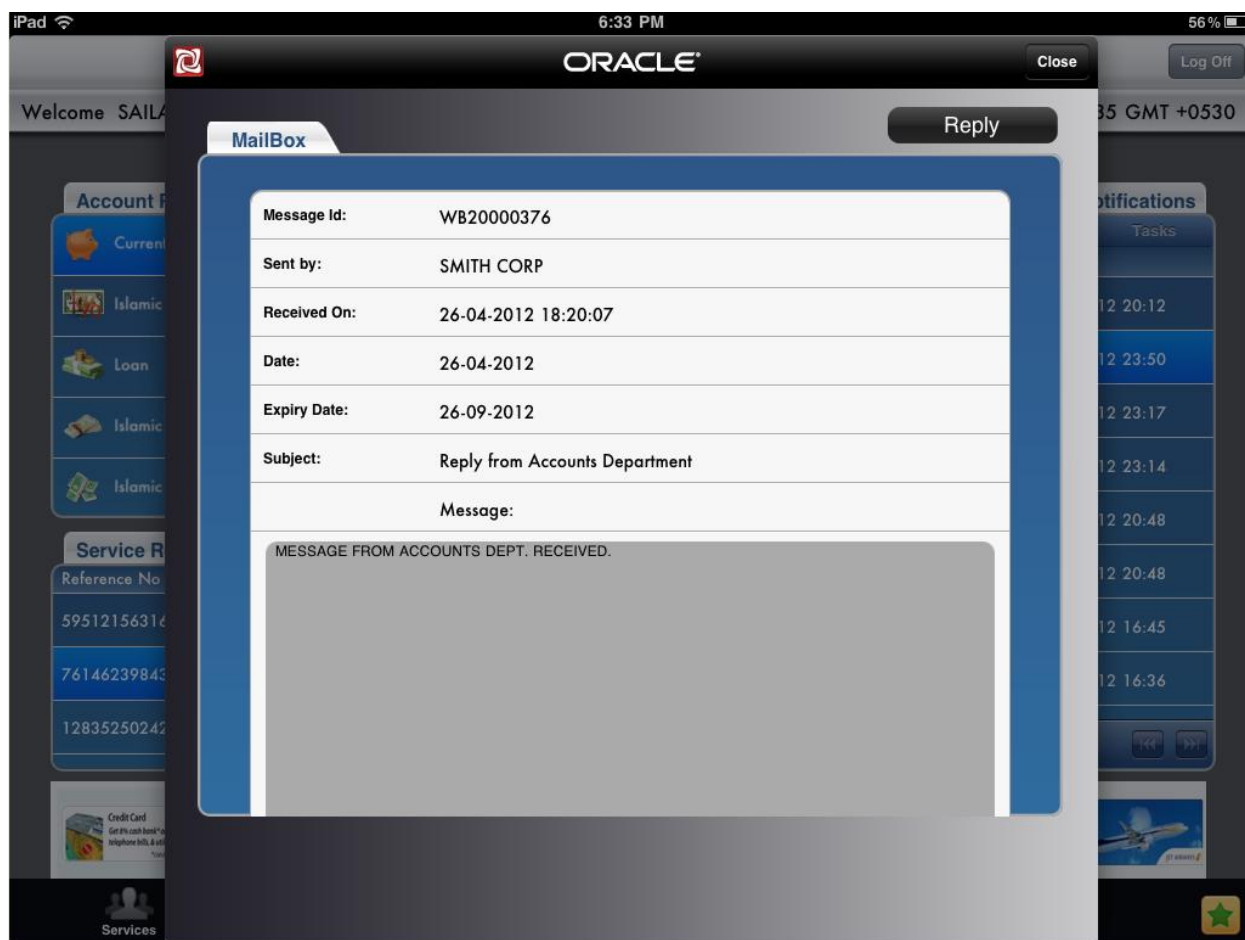 iPad 6:33 PM 56%
ORACLE Close Log Off
Welcome SAILA 35 GMT +0530
MailBox Reply
Account
Message Id: WB20000376
Sent by: SMITH CORP
Received On: 26-04-2012 18:20:07
Date: 26-04-2012
Expiry Date: 26-09-2012
Subject: Reply from Accounts Department
Message:
MESSAGE FROM ACCOUNTS DEPT. RECEIVED.
Current
Islamic
Loan
Islamic
Islamic
Service R
Reference No
59512156316
76146239843
12835250242
otifications
Tasks
12 20:12
12 23:50
12 23:17
12 23:14
12 20:48
12 20:48
12 16:45
12 16:36
Credit Card
Services